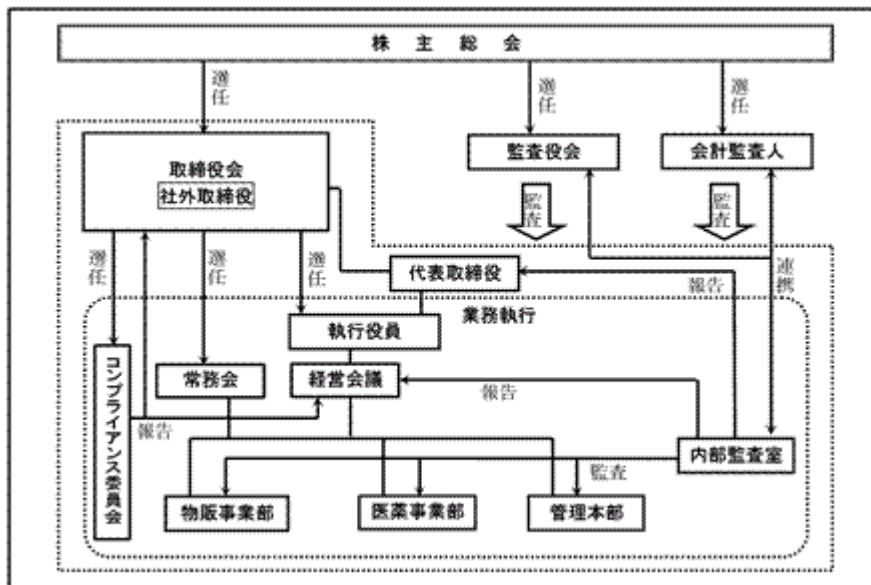 株主総会
選任
選任
選任
取締役会
社外取締役
監査役会
会計監査人
監査
監査
選任
選任
選任
代表取締役
報告
連携
業務執行
執行役員
コンプライアンス委員会
常務会
経営会議
報告
報告
内部監査室
監査
物販事業部
医薬事業部
管理本部